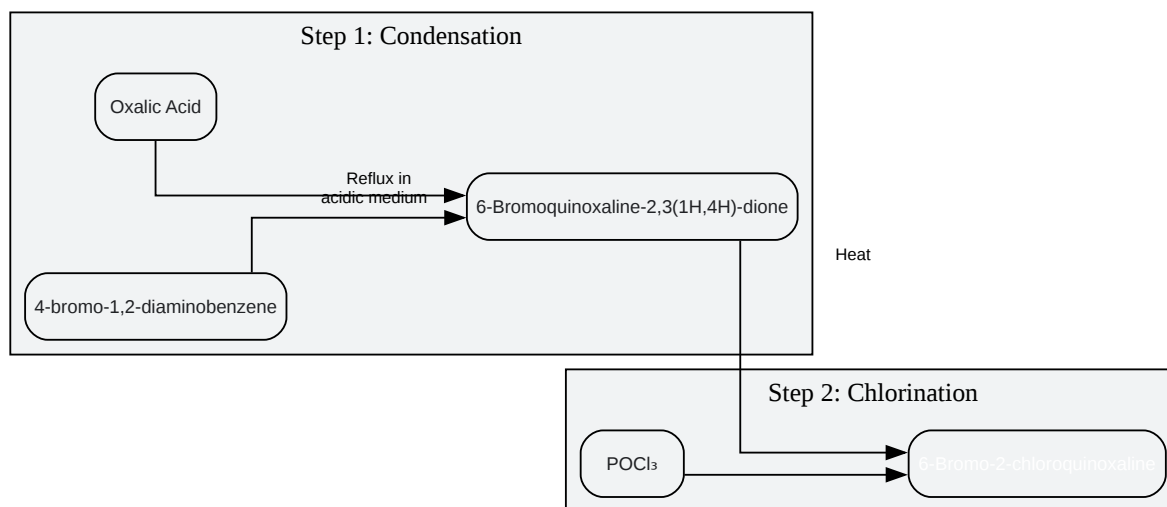 Step 1: Condensation
Oxalic Acid
Reflux in
acidic medium
6-Bromoquinoxaline-2,3(1H,4H)-dione
4-bromo-1,2-diaminobenzene
Heat
Step 2: Chlorination
POCl₃
6-Bromo-2-chloroquinoxaline